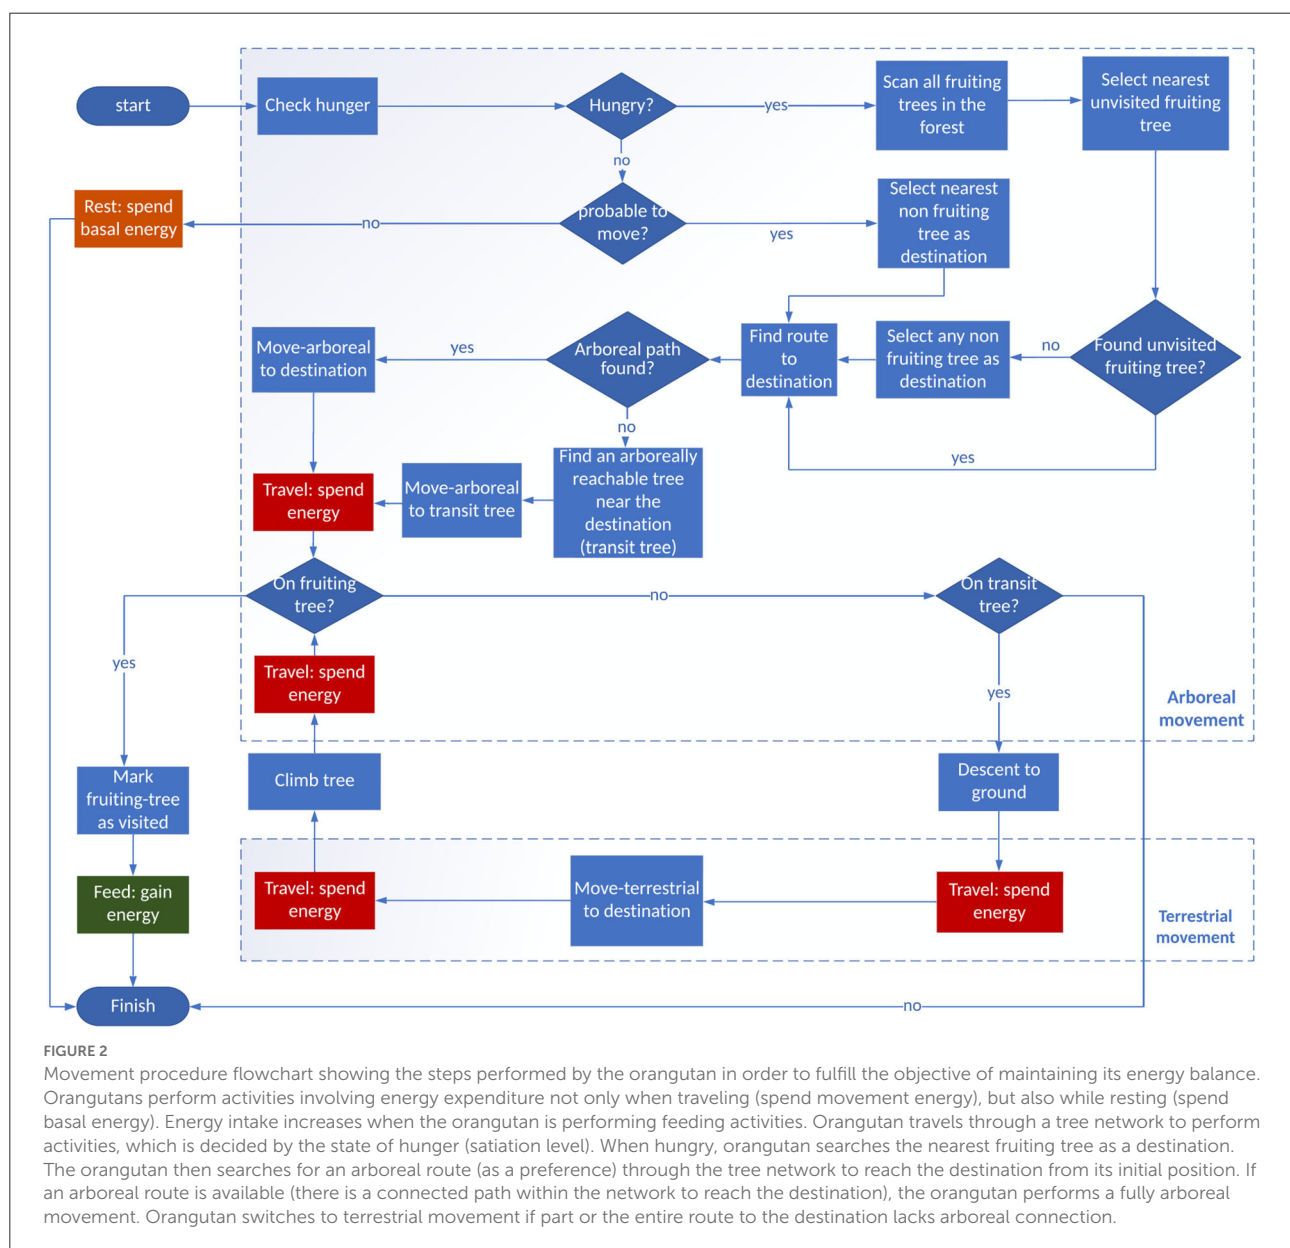 start
Check hunger
Hungry?
yes
Scan all fruiting
trees in the
forest
Select nearest
unvisited fruiting
tree
no
Rest: spend
basal energy
no
probable to
move?
yes
Select nearest
non fruiting
tree as
destination
Move-arboreal
to destination
yes
Arboreal path
found?
Find route
to
destination
Select any non
fruiting tree as
destination
no
Found unvisited
fruiting tree?
no
yes
Travel: spend
energy
Move-arboreal
to transit tree
Find an arboreally
reachable tree
near the
destination
(transit tree)
On fruiting
tree?
no
On transit
tree?
yes
Travel: spend
energy
yes
Arboreal
movement
Mark
fruiting-tree
as visited
Climb tree
Descent to
ground
Feed: gain
energy
Travel: spend
energy
Move-terrestrial
to destination
Travel: spend
energy
Terrestrial
movement
Finish
no
FIGURE 2
Movement procedure flowchart showing the steps performed by the orangutan in order to fulfill the objective of maintaining its energy balance.
Orangutans perform activities involving energy expenditure not only when traveling (spend movement energy), but also while resting (spend
basal energy). Energy intake increases when the orangutan is performing feeding activities. Orangutan travels through a tree network to perform
activities, which is decided by the state of hunger (satiation level). When hungry, orangutan searches the nearest fruiting tree as a destination.
The orangutan then searches for an arboreal route (as a preference) through the tree network to reach the destination from its initial position. If
an arboreal route is available (there is a connected path within the network to reach the destination), the orangutan performs a fully arboreal
movement. Orangutan switches to terrestrial movement if part or the entire route to the destination lacks arboreal connection.